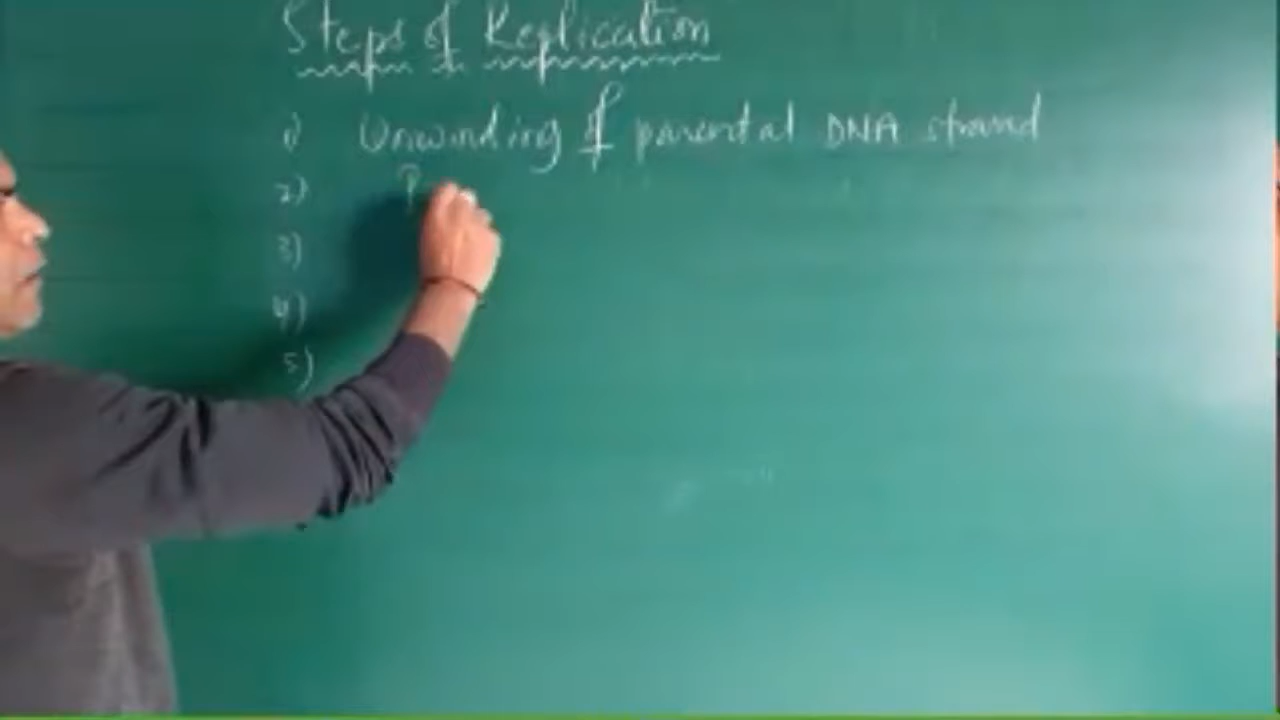 Steps of Replication
1) Unwinding of parental DNA strand
2) P
3)
4)
5)